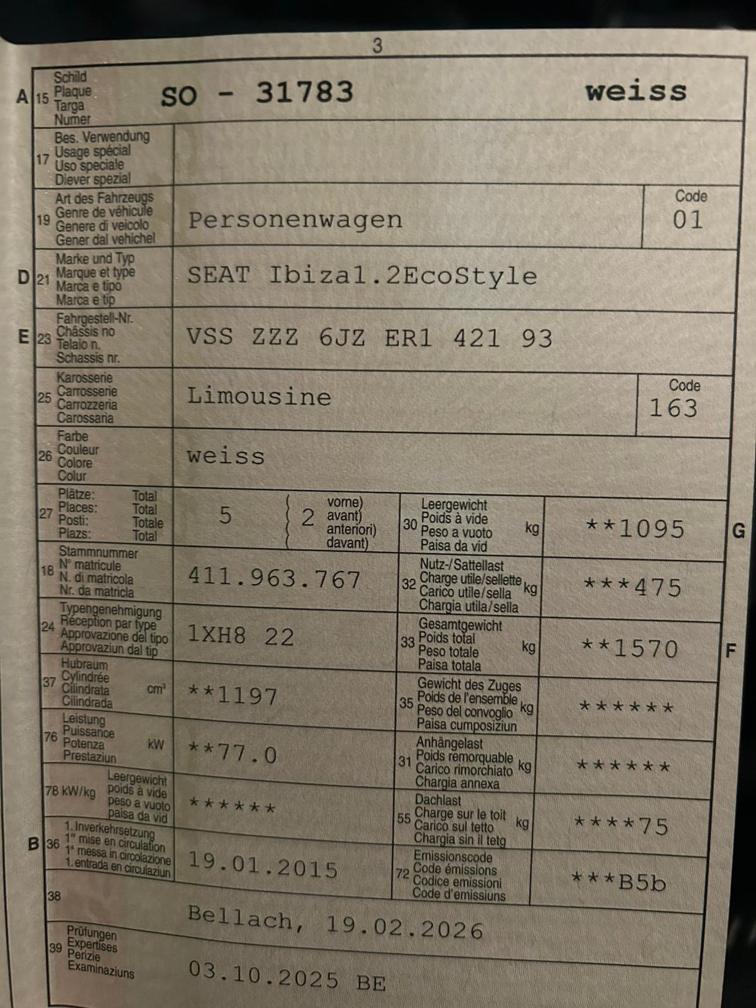 3
A 15 Schild
Plaque
Targa
Numer
SO - 31783 weiss
17 Bes. Verwendung
Usage spécial
Uso speciale
Diever spezial
19 Art des Fahrzeugs
Genre de véhicule
Genere di veicolo
Gener dal vehichel
Personenwagen
Code
01
D 21 Marke und Typ
Marque et type
Marca e tipo
Marca e tip
SEAT Ibiza1.2EcoStyle
E 23 Fahrgestell-Nr.
Châssis no
Telaio n.
Schassis nr.
VSS ZZZ 6JZ ER1 421 93
25 Karosserie
Carrosserie
Carrozzeria
Carossaria
Limousine
Code
163
26 Farbe
Couleur
Colore
Colur
weiss
27 Plätze: Total
Places: Total
Posti: Totale
Plazs: Total
5
2 vorne)
avant)
anteriori)
davant)
30 Leergewicht
Poids à vide
Peso a vuoto
Paisa da vid
kg
**1095
G
18 Stammnummer
N° matricule
N. di matricola
Nr. da matricla
411.963.767
32 Nutz-/Sattellast
Charge utile/sellette
Carico utile/sella
Chargia utila/sella
kg
***475
24 Typengenehmigung
Réception par type
Approvazione del tipo
Approvaziun dal tip
1XH8 22
33 Gesamtgewicht
Poids total
Peso totale
Paisa totala
kg
**1570
F
37 Hubraum
Cylindrée
Cilindrata
Cilindrada
cm³
**1197
35 Gewicht des Zuges
Poids de l'ensemble
Peso del convoglio
Paisa cumposiziun
kg
******
76 Leistung
Puissance
Potenza
Prestaziun
kW
**77.0
31 Anhängelast
Poids remorquable
Carico rimorchiato
Chargia annexa
kg
******
78 kW/kg Leergewicht
poids à vide
peso a vuoto
paisa da vid
******
55 Dachlast
Charge sur le toit
Carico sul tetto
Chargia sin il tetg
kg
****75
B 36 1. Inverkehrsetzung
1re mise en circulation
1a messa in circolazione
1. entrada en circulaziun
19.01.2015
72 Emissionscode
Code émissions
Codice emissioni
Code d'emissiuns
***B5b
38
Bellach, 19.02.2026
39 Prüfungen
Expertises
Perizie
Examinaziuns
03.10.2025 BE